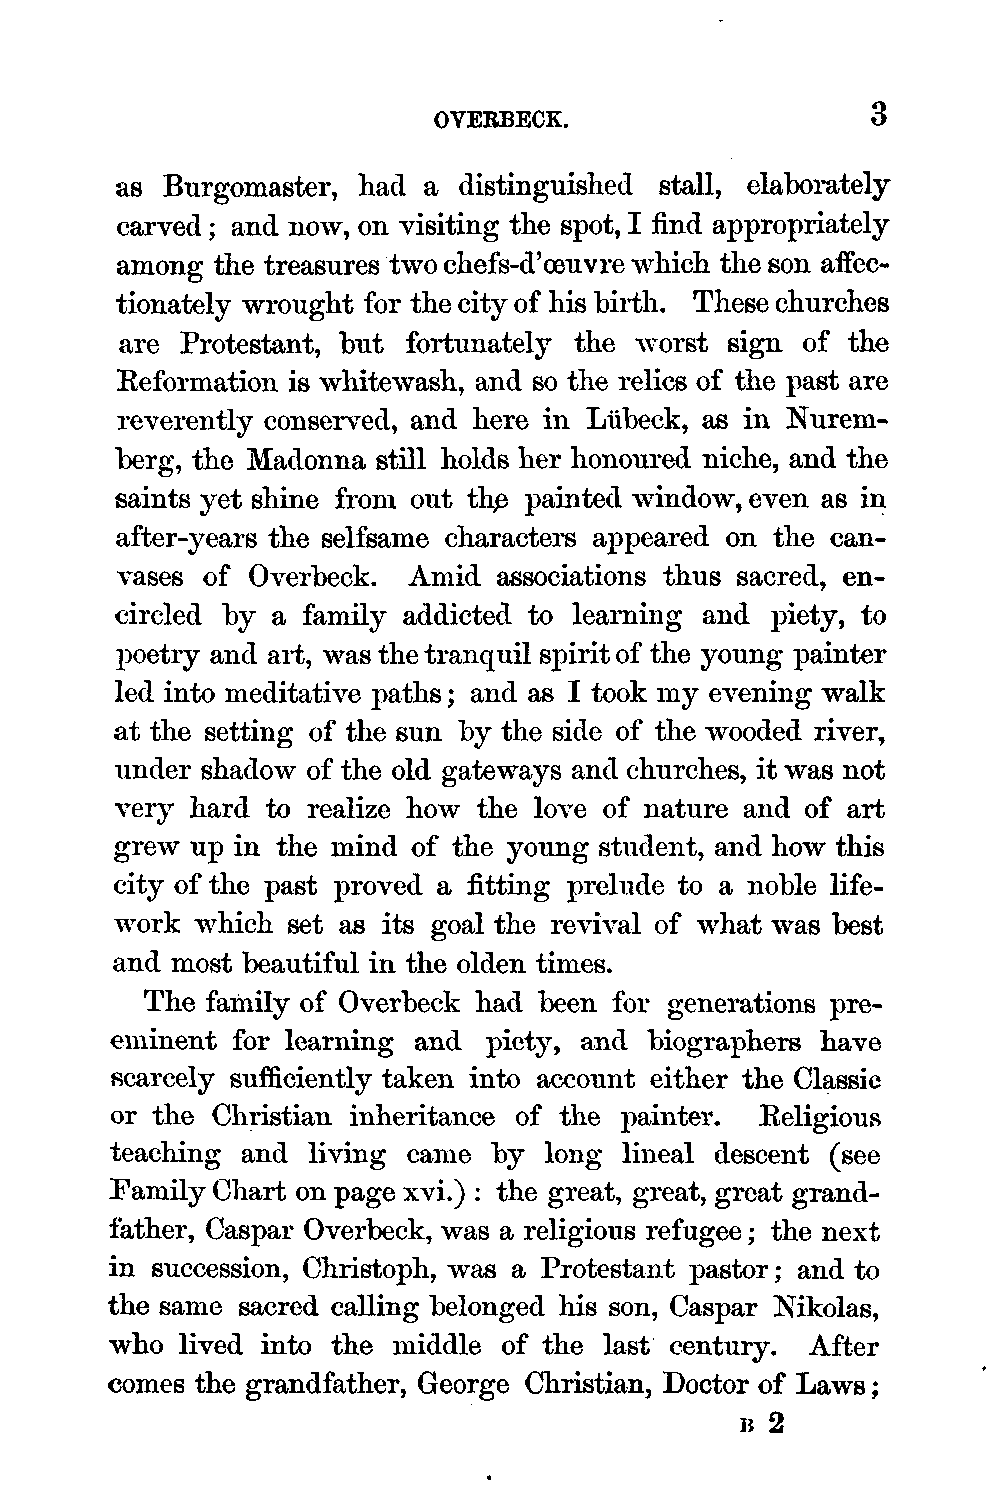 OVERBECK. 3
as Burgomaster, had a distinguished stall, elaborately
carved; and now, on visiting the spot, I find appropriately
among the treasures two chefs-d'œuvre which the son affec-
tionately wrought for the city of his birth. These churches
are Protestant, but fortunately the worst sign of the
Reformation is whitewash, and so the relics of the past are
reverently conserved, and here in Lübeck, as in Nurem-
berg, the Madonna still holds her honoured niche, and the
saints yet shine from out the painted window, even as in
after-years the selfsame characters appeared on the can-
vases of Overbeck. Amid associations thus sacred, en-
circled by a family addicted to learning and piety, to
poetry and art, was the tranquil spirit of the young painter
led into meditative paths; and as I took my evening walk
at the setting of the sun by the side of the wooded river,
under shadow of the old gateways and churches, it was not
very hard to realize how the love of nature and of art
grew up in the mind of the young student, and how this
city of the past proved a fitting prelude to a noble life-
work which set as its goal the revival of what was best
and most beautiful in the olden times.
The family of Overbeck had been for generations pre-
eminent for learning and piety, and biographers have
scarcely sufficiently taken into account either the Classic
or the Christian inheritance of the painter. Religious
teaching and living came by long lineal descent (see
Family Chart on page xvi.): the great, great, great grand-
father, Caspar Overbeck, was a religious refugee; the next
in succession, Christoph, was a Protestant pastor; and to
the same sacred calling belonged his son, Caspar Nikolas,
who lived into the middle of the last century. After
comes the grandfather, George Christian, Doctor of Laws;
B 2